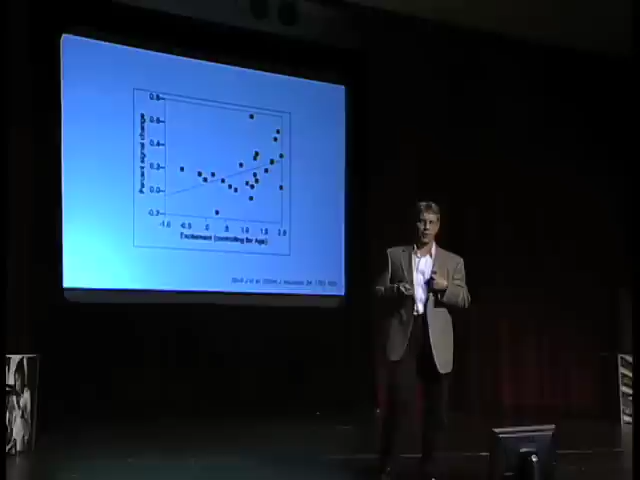 0.8
0.6
0.4
0.2
0.0
-0.2
Percent signal change
-1.0 -0.5 .0 .5 1.0 1.5 2.0
Excitement (controlling for Age)